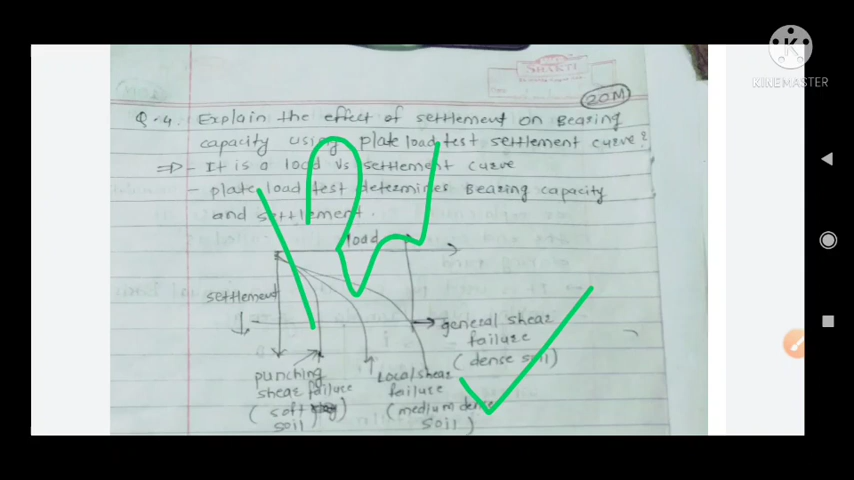 SHAKTI
K
KINEMASTER
20M
Q-4. Explain the effect of settlement on Bearing
capacity using plate load test settlement curve?
⇒ - It is a load vs settlement curve
- plate load test determines Bearing capacity
and settlement.
load
settlement
general shear
failure
(dense soil)
punching
shear failure
(soft
soil)
Local shear
failure
(medium dense
soil)